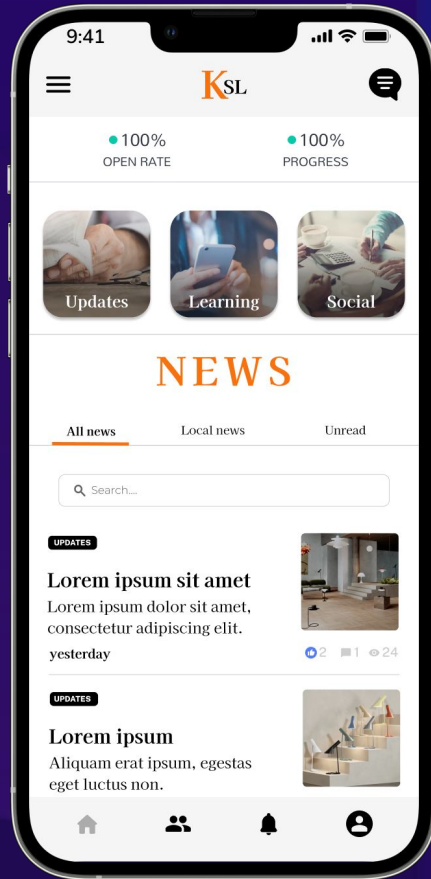 9:41
KSL
100% 100%
OPEN RATE PROGRESS
Updates Learning Social
NEWS
All news Local news Unread
Search....
UPDATES
Lorem ipsum sit amet
Lorem ipsum dolor sit amet,
consectetur adipiscing elit.
yesterday 2 1 24
UPDATES
Lorem ipsum
Aliquam erat ipsum, egestas
eget luctus non.